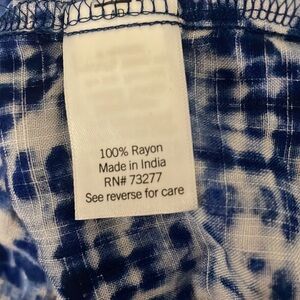 100% Rayon
Made in India
RN# 73277
See reverse for care